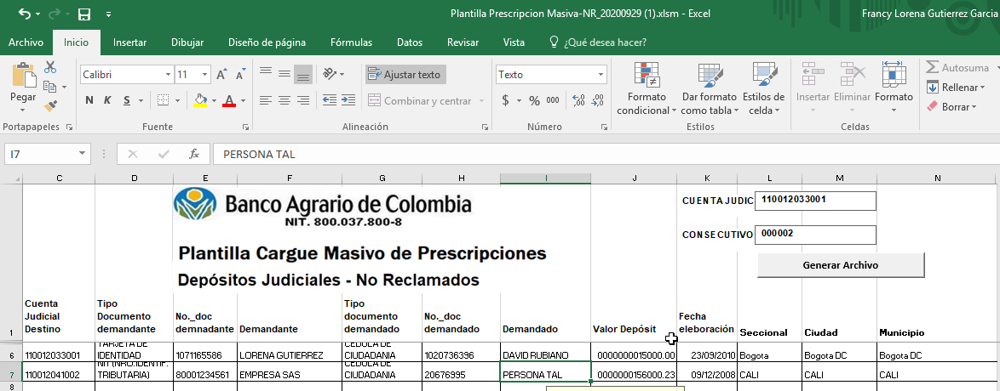 Plantilla Prescripcion Masiva-NR_20200929 (1).xlsm - Excel
Francy Lorena Gutierrez Garcia
Archivo Inicio Insertar Dibujar Diseño de página Fórmulas Datos Revisar Vista ¿Qué desea hacer?
Pegar
Calibri 11
N K S
A A
Ajustar texto
Combinar y centrar
Texto
$ % 000
Formato condicional
Dar formato como tabla
Estilos de celda
Insertar Eliminar Formato
Autosuma
Rellenar
Borrar
Portapapeles Fuente Alineación Número Estilos Celdas
I7 fx PERSONA TAL
C D E F G H I J K L M N
Banco Agrario de Colombia
NIT. 800.037.800-8
Plantilla Cargue Masivo de Prescripciones
Depósitos Judiciales - No Reclamados
CUENTA JUDIC 110012033001
CONSECUTIVO 000002
Generar Archivo
1 Cuenta Judicial Destino Tipo Documento demandante No._doc demnadante Demandante Tipo documento demandado No._doc demandado Demandado Valor Depósit Fecha eleboración Seccional Ciudad Municipio
6 110012033001 TARJETA DE IDENTIDAD 1071165586 LORENA GUTIERREZ CEDULA DE CIUDADANIA 1020736396 DAVID RUBIANO 0000000015000.00 23/09/2010 Bogota Bogota DC Bogota DC
7 110012041002 NIT (NRO.IDENTIF. TRIBUTARIA) 80001234561 EMPRESA SAS CEDULA DE CIUDADANIA 20676995 PERSONA TAL 0000000156000.23 09/12/2008 CALI CALI CALI
8